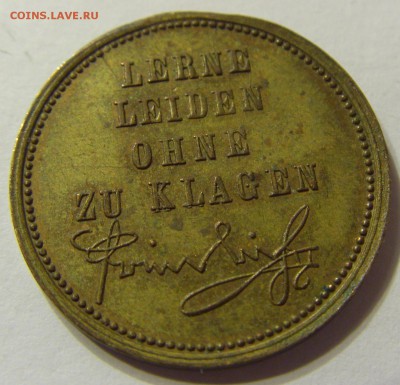 COINS.LAVE.RU
LERNE
LEIDEN
OHNE
ZU KLAGEN